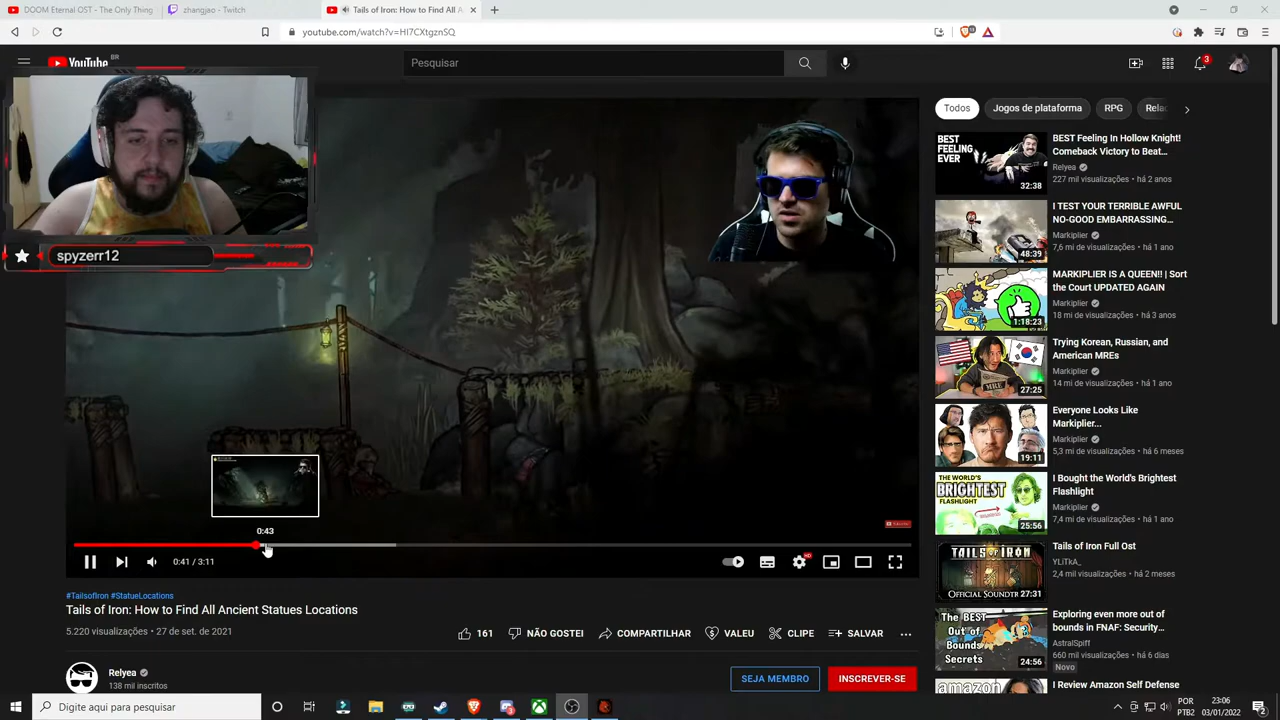 DOOM Eternal OST - The Only Thing
zhangjao - Twitch
Tails of Iron: How to Find All A
youtube.com/watch?v=HI7CXtgznSQ
YouTube BR
Pesquisar
3
spyzerr12
Todos
Jogos de plataforma
RPG
Relac
BEST FEELING EVER
32:38
BEST Feeling In Hollow Knight! Comeback Victory to Beat...
Relyea
227 mil visualizações • há 2 anos
48:39
I TEST YOUR TERRIBLE AWFUL NO-GOOD EMBARRASSING...
Markiplier
7,6 mi de visualizações • há 1 ano
1:18:23
MARKIPLIER IS A QUEEN!! | Sort the Court UPDATED AGAIN
Markiplier
18 mi de visualizações • há 3 anos
MRE
27:25
Trying Korean, Russian, and American MREs
Markiplier
14 mi de visualizações • há 1 ano
19:11
Everyone Looks Like Markiplier...
Markiplier
5,3 mi de visualizações • há 6 meses
THE WORLD'S BRIGHTEST
25:56
I Bought the World's Brightest Flashlight
Markiplier
7,4 mi de visualizações • há 1 ano
TAILS OF IRON
OFFICIAL SOUNDTR
27:31
Tails of Iron Full Ost
YLiTkA_
2,4 mil visualizações • há 2 meses
The BEST Out of Bounds Secrets
24:56
Exploring even more out of bounds in FNAF: Security...
AstralSpiff
660 mil visualizações • há 6 dias
Novo
amazon
I Review Amazon Self Defense
0:43
0:41 / 3:11
HD
#TailsofIron #StatueLocations
Tails of Iron: How to Find All Ancient Statues Locations
5.220 visualizações • 27 de set. de 2021
161
NÃO GOSTEI
COMPARTILHAR
VALEU
CLIPE
SALVAR
Relyea
138 mil inscritos
SEJA MEMBRO
INSCREVER-SE
Digite aqui para pesquisar
POR
PTB2
23:06
03/01/2022
2